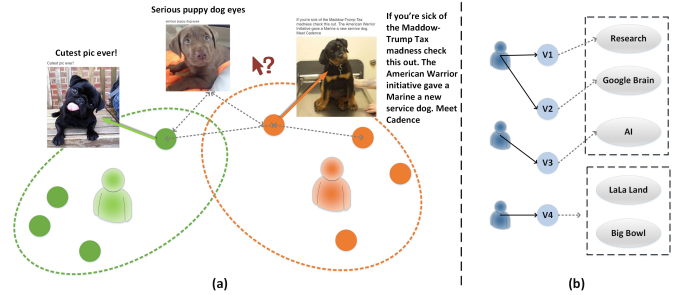 Serious puppy dog eyes
serious puppy dog eyes
If you're sick of the Maddow-Trump Tax
madness check this out. The American Warrior
initiative gave a Marine a new service dog.
Meet Cadence
If you're sick of
the Maddow-
Trump Tax
madness check
this out. The
American Warrior
initiative gave a
Marine a new
service dog. Meet
Cadence
Cutest pic ever!
Cutest pic ever!
?
(a)
V1
V2
V3
V4
Research
Google Brain
AI
LaLa Land
Big Bowl
(b)